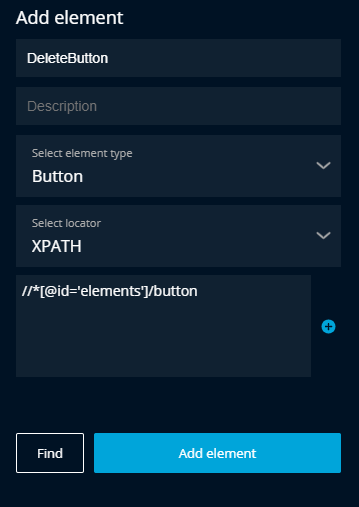 Add element
DeleteButton
Description
Select element type
Button
Select locator
XPATH
//*[@id='elements']/button
Find
Add element